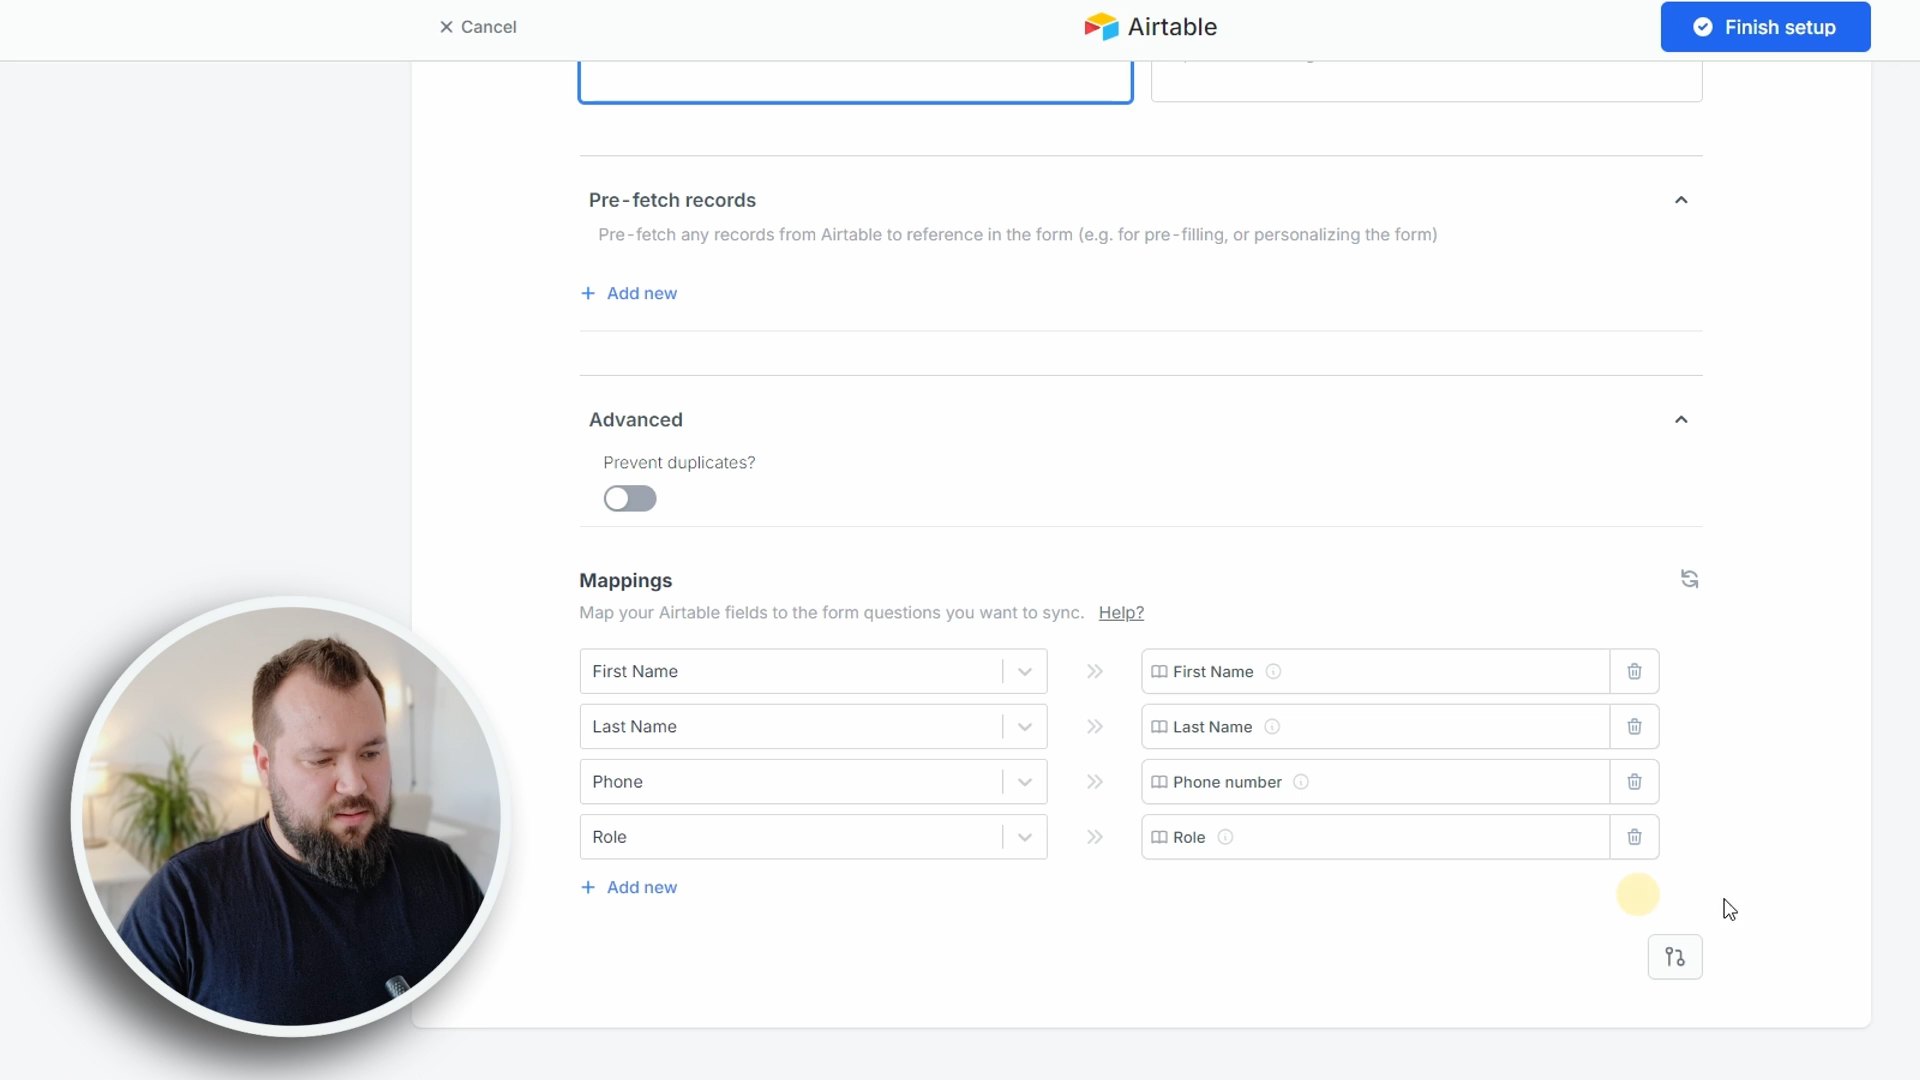 Cancel
Airtable
Finish setup
Pre-fetch records
Pre-fetch any records from Airtable to reference in the form (e.g. for pre-filling, or personalizing the form)
+ Add new
Advanced
Prevent duplicates?
Mappings
Map your Airtable fields to the form questions you want to sync. Help?
First Name
First Name
Last Name
Last Name
Phone
Phone number
Role
Role
+ Add new